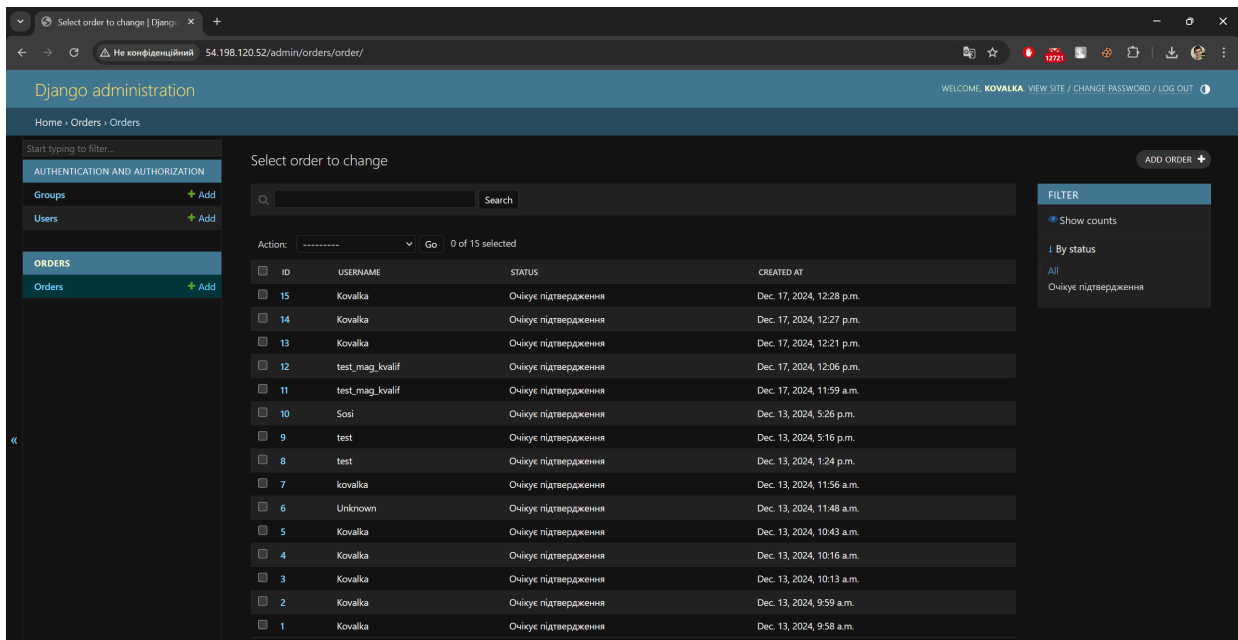 Select order to change | Djang
Не конфіденційний 54.198.120.52/admin/orders/order/
12721
Django administration
WELCOME, KOVALKA. VIEW SITE / CHANGE PASSWORD / LOG OUT
Home › Orders › Orders
Start typing to filter...
AUTHENTICATION AND AUTHORIZATION
Groups + Add
Users + Add
ORDERS
Orders + Add
«
Select order to change
ADD ORDER +
Search
Action: --------- Go 0 of 15 selected
ID USERNAME STATUS CREATED AT
15 Kovalka Очікує підтвердження Dec. 17, 2024, 12:28 p.m.
14 Kovalka Очікує підтвердження Dec. 17, 2024, 12:27 p.m.
13 Kovalka Очікує підтвердження Dec. 17, 2024, 12:21 p.m.
12 test_mag_kvalif Очікує підтвердження Dec. 17, 2024, 12:06 p.m.
11 test_mag_kvalif Очікує підтвердження Dec. 17, 2024, 11:59 a.m.
10 Sosi Очікує підтвердження Dec. 13, 2024, 5:26 p.m.
9 test Очікує підтвердження Dec. 13, 2024, 5:16 p.m.
8 test Очікує підтвердження Dec. 13, 2024, 1:24 p.m.
7 kovalka Очікує підтвердження Dec. 13, 2024, 11:56 a.m.
6 Unknown Очікує підтвердження Dec. 13, 2024, 11:48 a.m.
5 Kovalka Очікує підтвердження Dec. 13, 2024, 10:43 a.m.
4 Kovalka Очікує підтвердження Dec. 13, 2024, 10:16 a.m.
3 Kovalka Очікує підтвердження Dec. 13, 2024, 10:13 a.m.
2 Kovalka Очікує підтвердження Dec. 13, 2024, 9:59 a.m.
1 Kovalka Очікує підтвердження Dec. 13, 2024, 9:58 a.m.
FILTER
Show counts
↓ By status
All
Очікує підтвердження